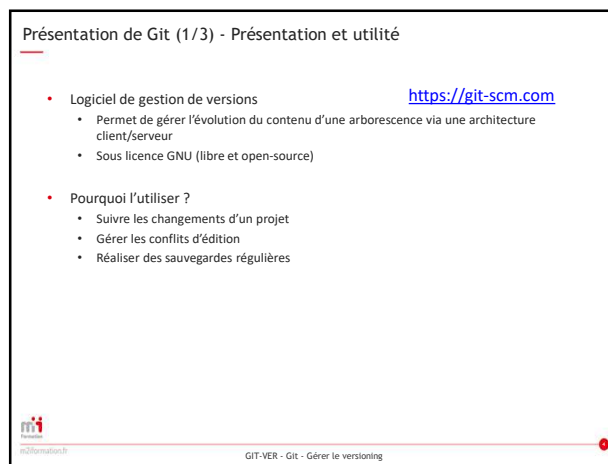 Présentation de Git (1/3) - Présentation et utilité
• Logiciel de gestion de versions
https://git-scm.com
• Permet de gérer l'évolution du contenu d'une arborescence via une architecture
client/serveur
• Sous licence GNU (libre et open-source)
• Pourquoi l'utiliser ?
• Suivre les changements d'un projet
• Gérer les conflits d'édition
• Réaliser des sauvegardes régulières
Formation
m2iformation.fr
GIT-VER - Git - Gérer le versioning
4